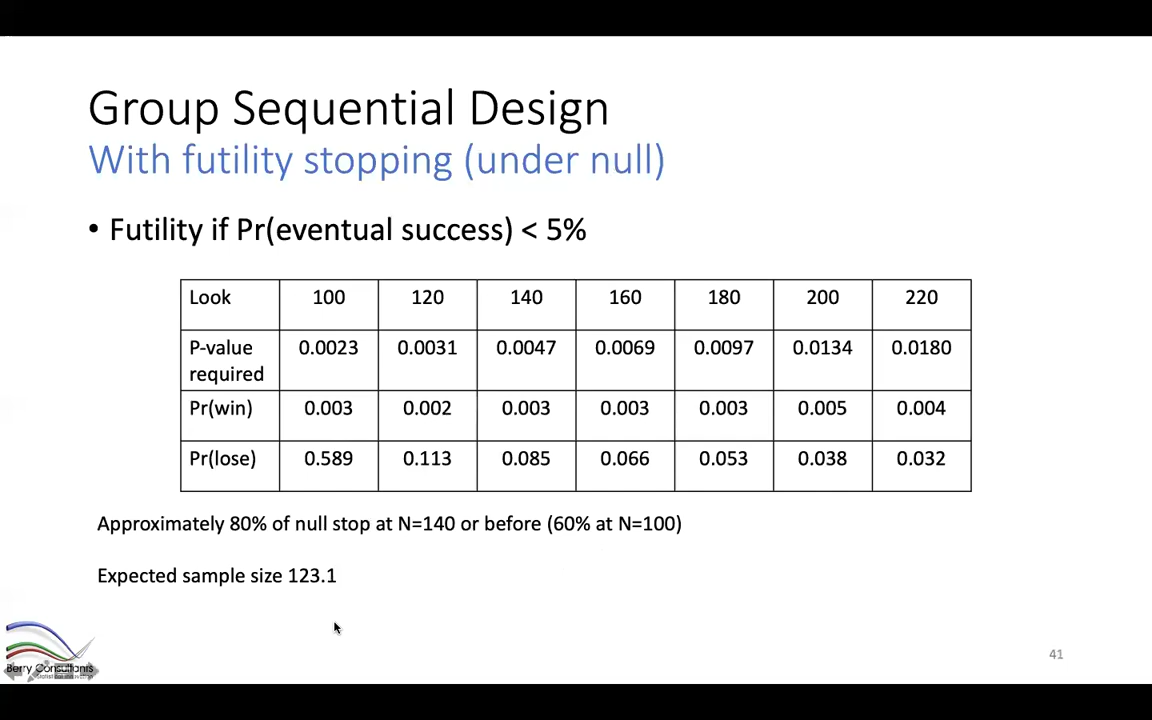 Group Sequential Design
With futility stopping (under null)
• Futility if Pr(eventual success) < 5%
Look 100 120 140 160 180 200 220
P-value required 0.0023 0.0031 0.0047 0.0069 0.0097 0.0134 0.0180
Pr(win) 0.003 0.002 0.003 0.003 0.003 0.005 0.004
Pr(lose) 0.589 0.113 0.085 0.066 0.053 0.038 0.032
Approximately 80% of null stop at N=140 or before (60% at N=100)
Expected sample size 123.1
Berry Consultants
41